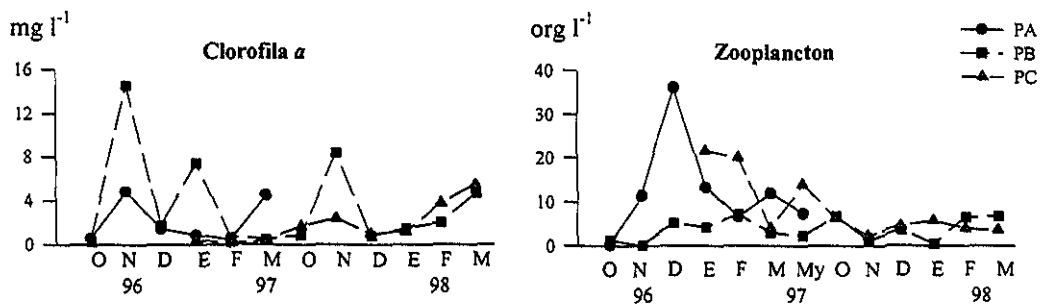 mg l-1
Clorofila a
16
12
8
4
0
O N D E F M O N D E F M
96 97 98
org l-1
Zooplancton
40
30
20
10
0
O N D E F M My O N D E F M
96 97 98
PA
PB
PC